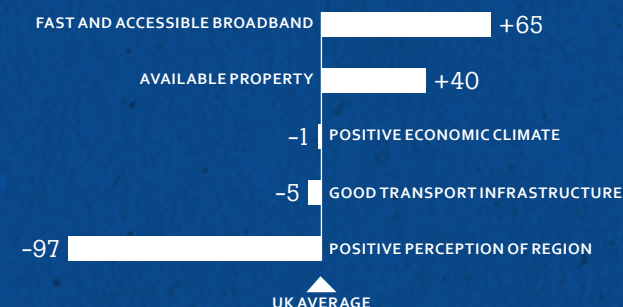 FAST AND ACCESSIBLE BROADBAND +65
AVAILABLE PROPERTY +40
-1 POSITIVE ECONOMIC CLIMATE
-5 GOOD TRANSPORT INFRASTRUCTURE
-97 POSITIVE PERCEPTION OF REGION
UK AVERAGE